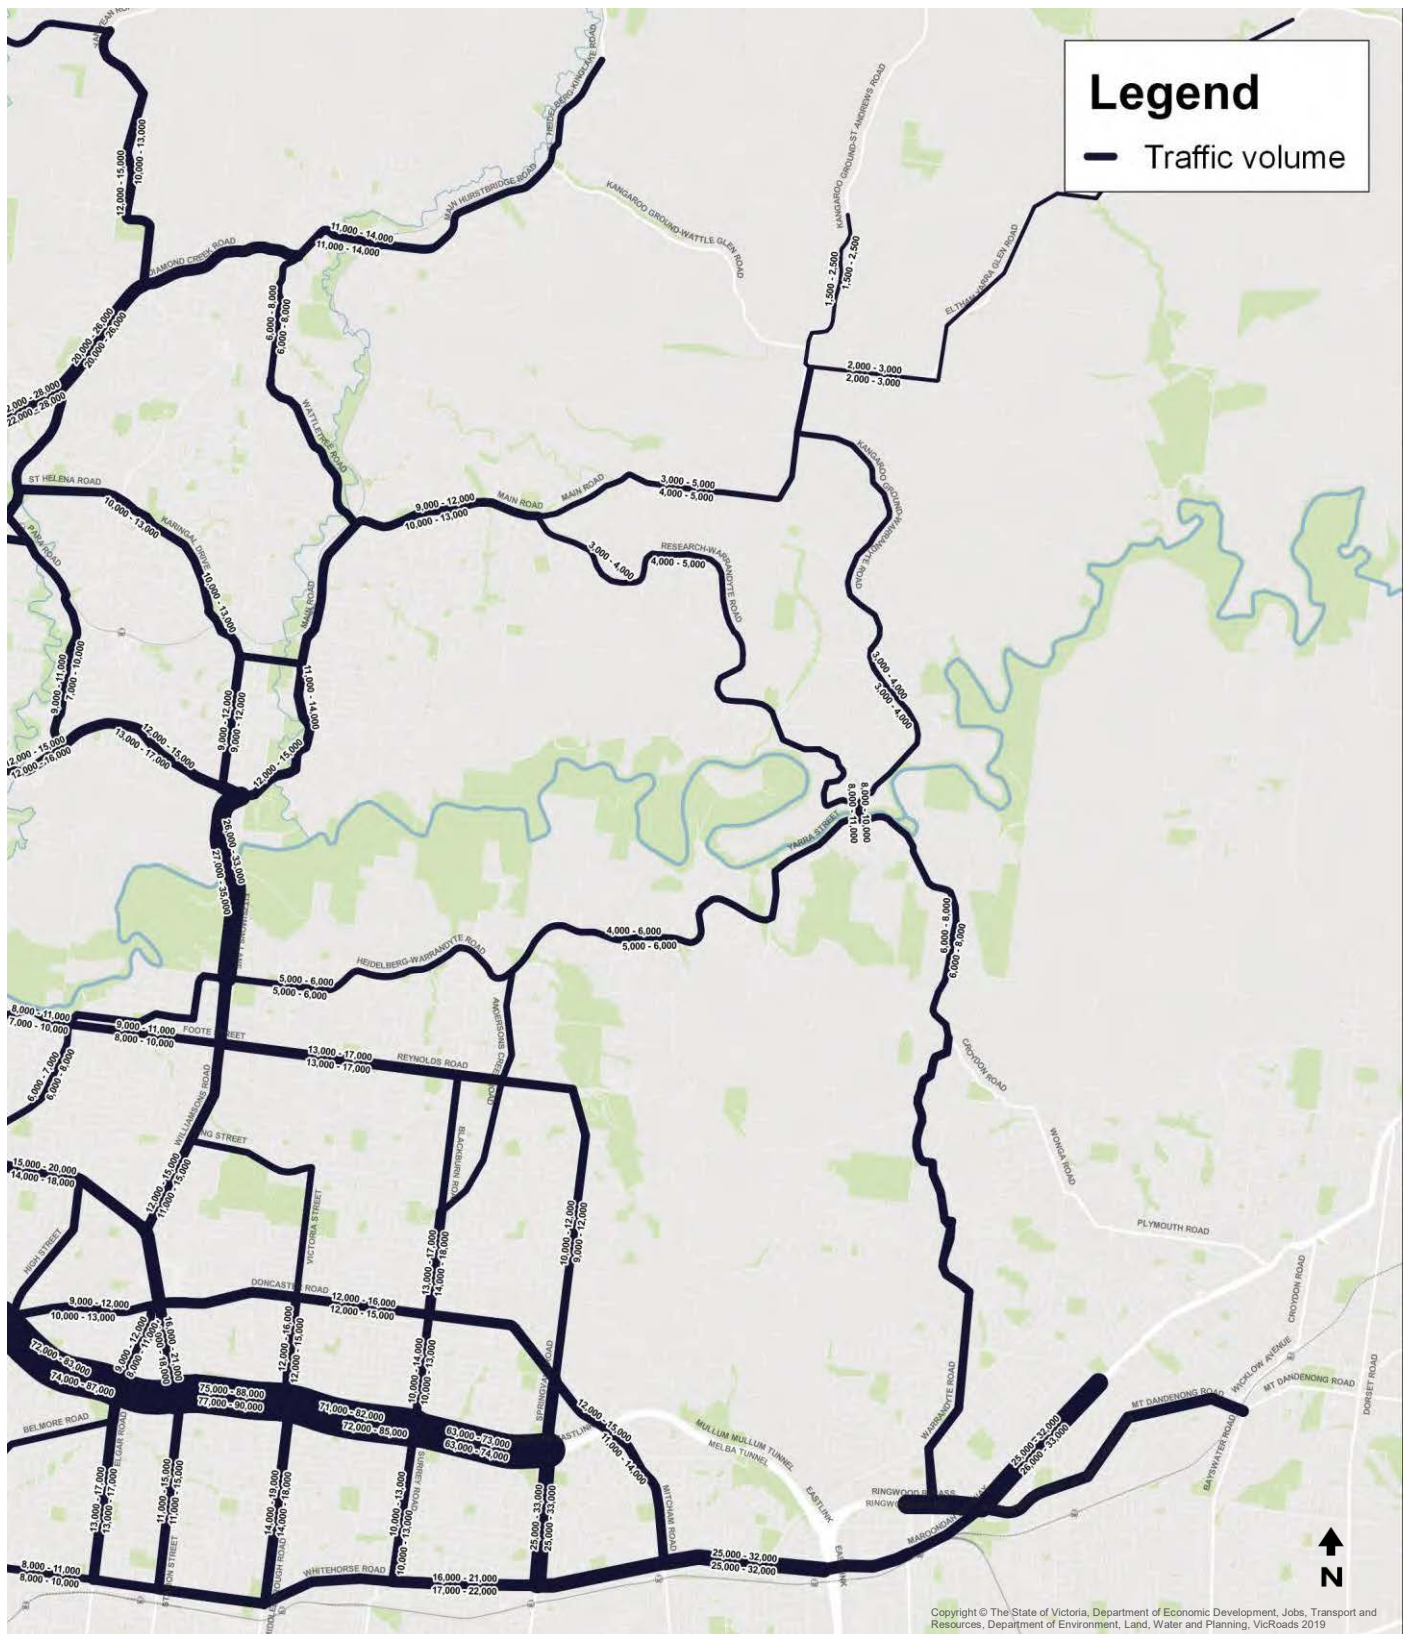 Legend
Traffic volume
HEIDELBERG-KINGLAKE ROAD
KANGAROO GROUND-ST ANDREWS ROAD
12,000 - 15,000
10,000 - 13,000
MAIN HURSTBRIDGE ROAD
KANGAROO GROUND-WATTLE GLEN ROAD
11,000 - 14,000
11,000 - 14,000
DIAMOND CREEK ROAD
1,500 - 2,500
1,500 - 2,500
ELTHAM-YARRA GLEN ROAD
20,000 - 26,000
20,000 - 26,000
6,000 - 8,000
6,000 - 8,000
2,000 - 3,000
2,000 - 3,000
22,000 - 28,000
WATTLETREE ROAD
KANGAROO GROUND-WARRANDYTE ROAD
ST HELENA ROAD
10,000 - 13,000
KARINGAL DRIVE
9,000 - 12,000
10,000 - 13,000
MAIN ROAD
MAIN ROAD
3,000 - 5,000
4,000 - 5,000
PARA ROAD
3,000 - 4,000
RESEARCH-WARRANDYTE ROAD
4,000 - 5,000
10,000 - 13,000
MAIN ROAD
9,000 - 11,000
7,000 - 10,000
3,000 - 4,000
3,000 - 4,000
9,000 - 12,000
9,000 - 12,000
11,000 - 14,000
12,000 - 15,000
12,000 - 16,000
12,000 - 15,000
13,000 - 17,000
12,000 - 15,000
8,000 - 10,000
8,000 - 11,000
YARRA STREET
26,000 - 33,000
27,000 - 35,000
4,000 - 6,000
5,000 - 6,000
6,000 - 8,000
6,000 - 8,000
HEIDELBERG-WARRANDYTE ROAD
5,000 - 6,000
5,000 - 6,000
8,000 - 11,000
7,000 - 10,000
9,000 - 11,000
8,000 - 10,000
FOOTE STREET
13,000 - 17,000
13,000 - 17,000
REYNOLDS ROAD
ANDERSONS CREEK ROAD
6,000 - 7,000
6,000 - 8,000
CROYDON ROAD
WILLIAMSONS ROAD
STREET
BLACKBURN
WONGA ROAD
15,000 - 20,000
14,000 - 18,000
12,000 - 15,000
11,000 - 15,000
VICTORIA STREET
HIGH STREET
13,000 - 17,000
14,000 - 18,000
10,000 - 12,000
9,000 - 12,000
PLYMOUTH ROAD
DONCASTER ROAD
9,000 - 12,000
10,000 - 13,000
12,000 - 16,000
12,000 - 15,000
CROYDON ROAD
9,000 - 12,000
8,000 - 11,000
16,000 - 21,000
12,000 - 16,000
12,000 - 15,000
10,000 - 14,000
10,000 - 13,000
72,000 - 83,000
74,000 - 87,000
75,000 - 88,000
77,000 - 90,000
71,000 - 82,000
72,000 - 85,000
63,000 - 73,000
63,000 - 74,000
WICKLOW AVENUE
MT DANDENONG ROAD
MT DANDENONG ROAD
DORSET ROAD
WARRANDYTE ROAD
BELMORE ROAD
ELGAR ROAD
12,000 - 15,000
11,000 - 14,000
MULLUM MULLUM TUNNEL
MELBA TUNNEL
25,000 - 32,000
26,000 - 33,000
BAYSWATER ROAD
13,000 - 17,000
13,000 - 17,000
11,000 - 15,000
11,000 - 15,000
14,000 - 19,000
14,000 - 18,000
10,000 - 13,000
10,000 - 13,000
SURREY ROAD
25,000 - 33,000
25,000 - 33,000
MITCHAM ROAD
EASTLINK
RINGWOOD BYPASS
8,000 - 11,000
8,000 - 10,000
WHITEHORSE ROAD
16,000 - 21,000
17,000 - 22,000
25,000 - 32,000
25,000 - 32,000
N
Copyright © The State of Victoria, Department of Economic Development, Jobs, Transport and
Resources, Department of Environment, Land, Water and Planning, VicRoads 2019